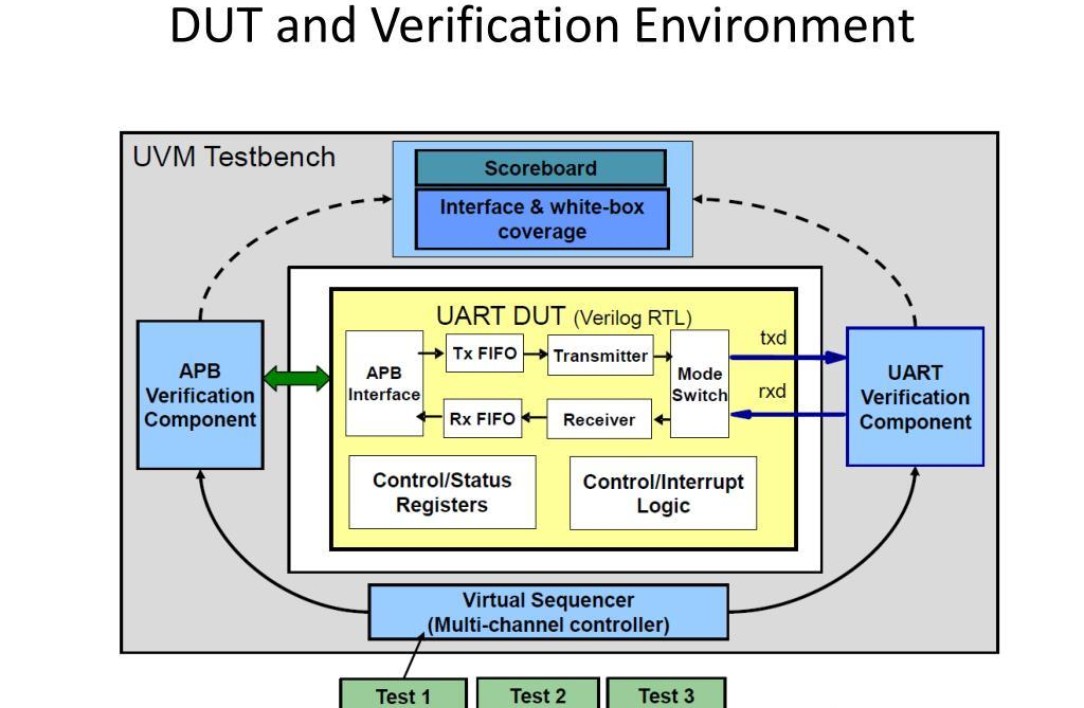 DUT and Verification Environment
UVM Testbench
Scoreboard
Interface & white-box
coverage
UART DUT (Verilog RTL)
APB
Verification
Component
APB
Interface
Tx FIFO
Transmitter
Mode
Switch
Rx FIFO
Receiver
txd
rxd
UART
Verification
Component
Control/Status
Registers
Control/Interrupt
Logic
Virtual Sequencer
(Multi-channel controller)
Test 1
Test 2
Test 3